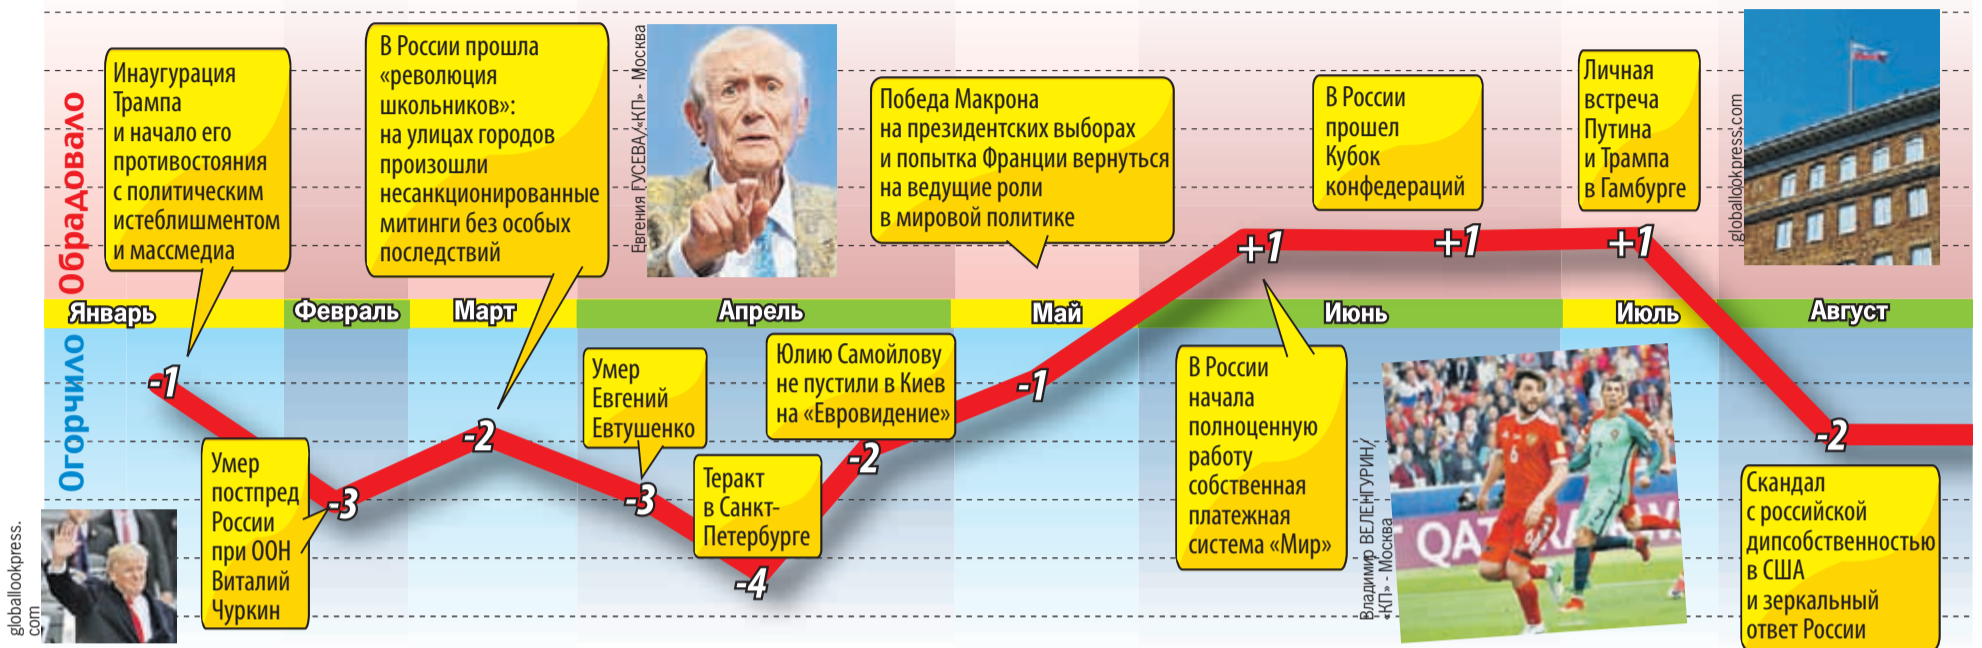 Обрадовало
Огорчило
Инаугурация
Трампа
и начало его
противостояния
с политическим
истеблишментом
и массмедиа
В России прошла
«революция
школьников»:
на улицах городов
произошли
несанкционированные
митинги без особых
последствий
Евгения ГУСЕВА/«КП» - Москва
Победа Макрона
на президентских выборах
и попытка Франции вернуться
на ведущие роли
в мировой политике
В России
прошел
Кубок
конфедераций
Личная
встреча
Путина
и Трампа
в Гамбурге
globallookpress.com
+1
+1
+1
Январь
Февраль
Март
Апрель
Май
Июнь
Июль
Август
-1
-3
-2
-3
-4
-2
-1
-2
Умер
постпред
России
при ООН
Виталий
Чуркин
Умер
Евгений
Евтушенко
Теракт
в Санкт-
Петербурге
Юлию Самойлову
не пустили в Киев
на «Евровидение»
В России
начала
полноценную
работу
собственная
платежная
система «Мир»
Владимир ВЕЛЕНГУРИН/
«КП» - Москва
QATAR
6
7
Скандал
с российской
дипсобственностью
в США
и зеркальный
ответ России
globallookpress.
com